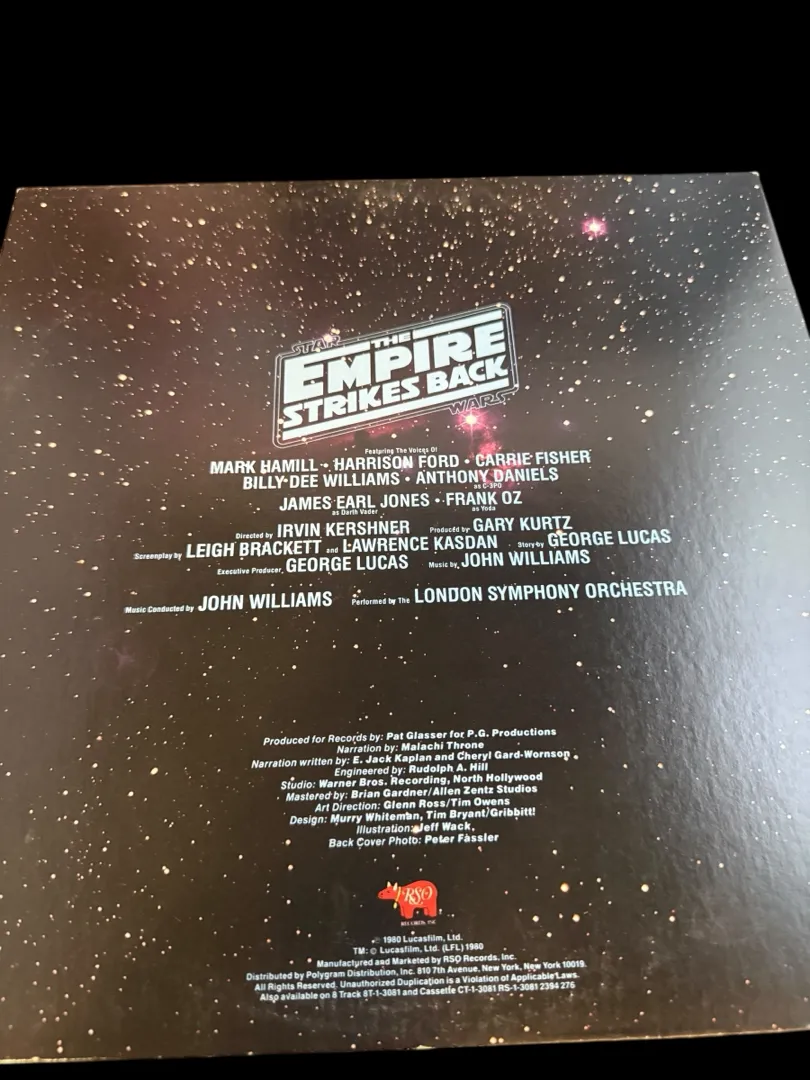 STAR
THE
EMPIRE
STRIKES BACK
WARS
Featuring The Voices Of
MARK HAMILL • HARRISON FORD • CARRIE FISHER
BILLY DEE WILLIAMS • ANTHONY DANIELS
as C-3PO
JAMES EARL JONES • FRANK OZ
as Darth Vader as Yoda
Directed by IRVIN KERSHNER Produced by GARY KURTZ
Screenplay by LEIGH BRACKETT and LAWRENCE KASDAN Story by GEORGE LUCAS
Executive Producer GEORGE LUCAS Music by JOHN WILLIAMS
Music Conducted by JOHN WILLIAMS Performed by The LONDON SYMPHONY ORCHESTRA
Produced for Records by: Pat Glasser for P.G. Productions
Narration by: Malachi Throne
Narration written by: E. Jack Kaplan and Cheryl Gard-Wornson
Engineered by: Rudolph A. Hill
Studio: Warner Bros. Recording, North Hollywood
Mastered by: Brian Gardner/Allen Zentz Studios
Art Direction: Glenn Ross/Tim Owens
Design: Murry Whiteman, Tim Bryant/Gribbitt!
Illustration: Jeff Wack
Back Cover Photo: Peter Fassler
RSO
RECORDS, INC.
℗ 1980 Lucasfilm, Ltd.
TM: © Lucasfilm, Ltd. (LFL) 1980
Manufactured and Marketed by RSO Records, Inc.
Distributed by Polygram Distribution, Inc. 810 7th Avenue, New York, New York 10019.
All Rights Reserved. Unauthorized Duplication is a Violation of Applicable Laws.
Also available on 8 Track 8T-1-3081 and Cassette CT-1-3081 RS-1-3081 2394 276